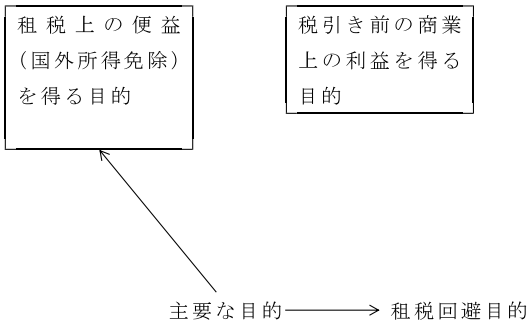 租税上の便益
（国外所得免除）
を得る目的
税引き前の商業
上の利益を得る
目的
主要な目的
租税回避目的